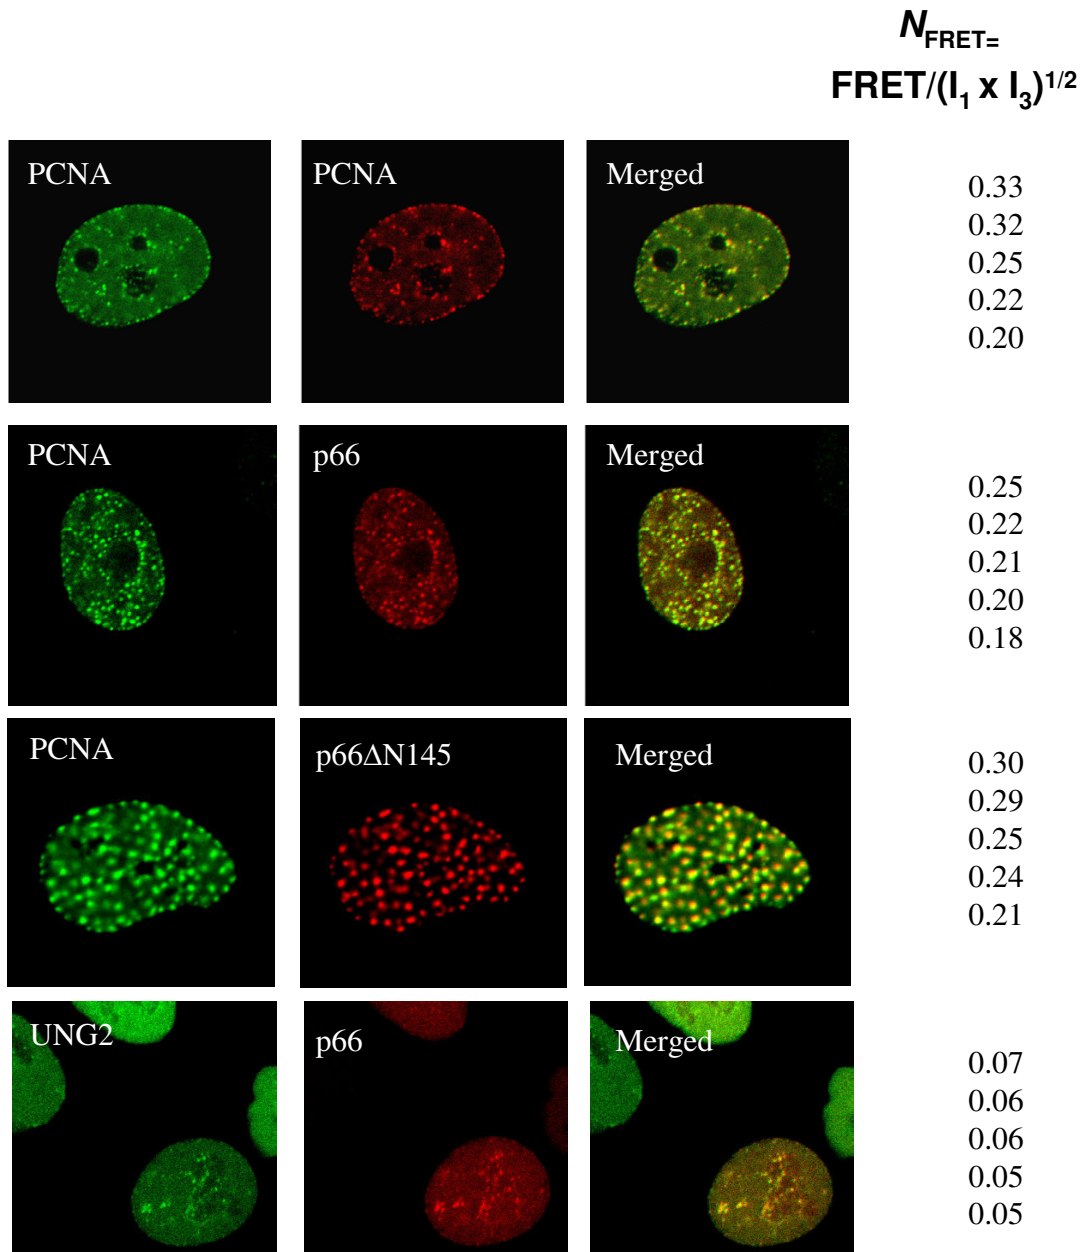 N FRET=
FRET/(I1 x I3)1/2
PCNA
PCNA
Merged
0.33
0.32
0.25
0.22
0.20
PCNA
p66
Merged
0.25
0.22
0.21
0.20
0.18
PCNA
p66ΔN145
Merged
0.30
0.29
0.25
0.24
0.21
UNG2
p66
Merged
0.07
0.06
0.06
0.05
0.05